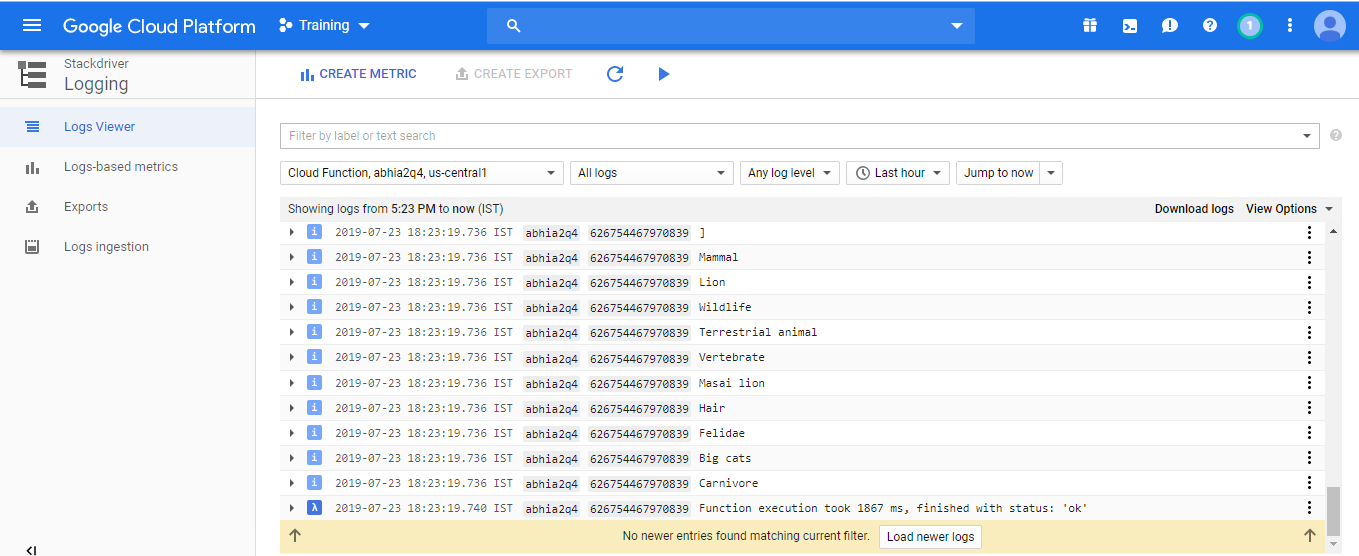 Google Cloud Platform Training 1
Stackdriver
Logging
CREATE METRIC CREATE EXPORT
Logs Viewer
Logs-based metrics
Exports
Logs ingestion
Filter by label or text search
Cloud Function, abhia2q4, us-central1 All logs Any log level Last hour Jump to now
Showing logs from 5:23 PM to now (IST) Download logs View Options
i 2019-07-23 18:23:19.736 IST abhia2q4 626754467970839 ]
i 2019-07-23 18:23:19.736 IST abhia2q4 626754467970839 Mammal
i 2019-07-23 18:23:19.736 IST abhia2q4 626754467970839 Lion
i 2019-07-23 18:23:19.736 IST abhia2q4 626754467970839 Wildlife
i 2019-07-23 18:23:19.736 IST abhia2q4 626754467970839 Terrestrial animal
i 2019-07-23 18:23:19.736 IST abhia2q4 626754467970839 Vertebrate
i 2019-07-23 18:23:19.736 IST abhia2q4 626754467970839 Masai lion
i 2019-07-23 18:23:19.736 IST abhia2q4 626754467970839 Hair
i 2019-07-23 18:23:19.736 IST abhia2q4 626754467970839 Felidae
i 2019-07-23 18:23:19.736 IST abhia2q4 626754467970839 Big cats
i 2019-07-23 18:23:19.736 IST abhia2q4 626754467970839 Carnivore
λ 2019-07-23 18:23:19.740 IST abhia2q4 626754467970839 Function execution took 1867 ms, finished with status: 'ok'
No newer entries found matching current filter. Load newer logs